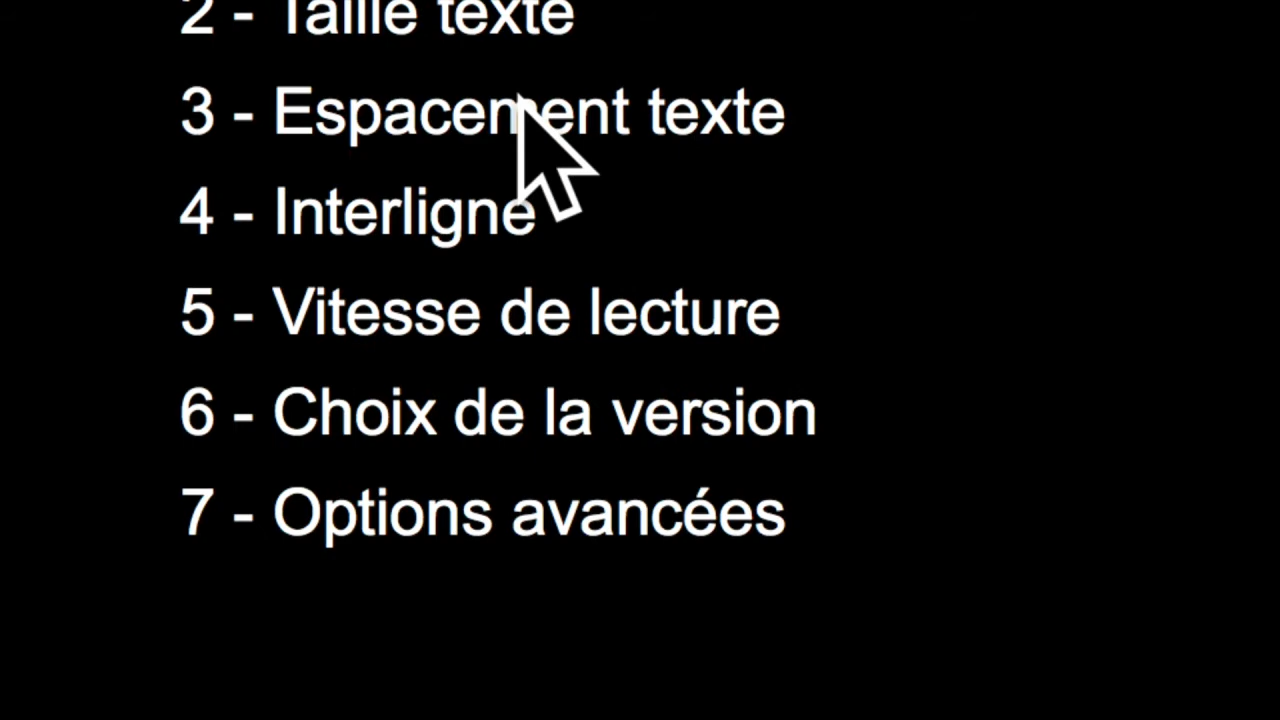 2 - Taille texte
3 - Espacement texte
4 - Interligne
5 - Vitesse de lecture
6 - Choix de la version
7 - Options avancées